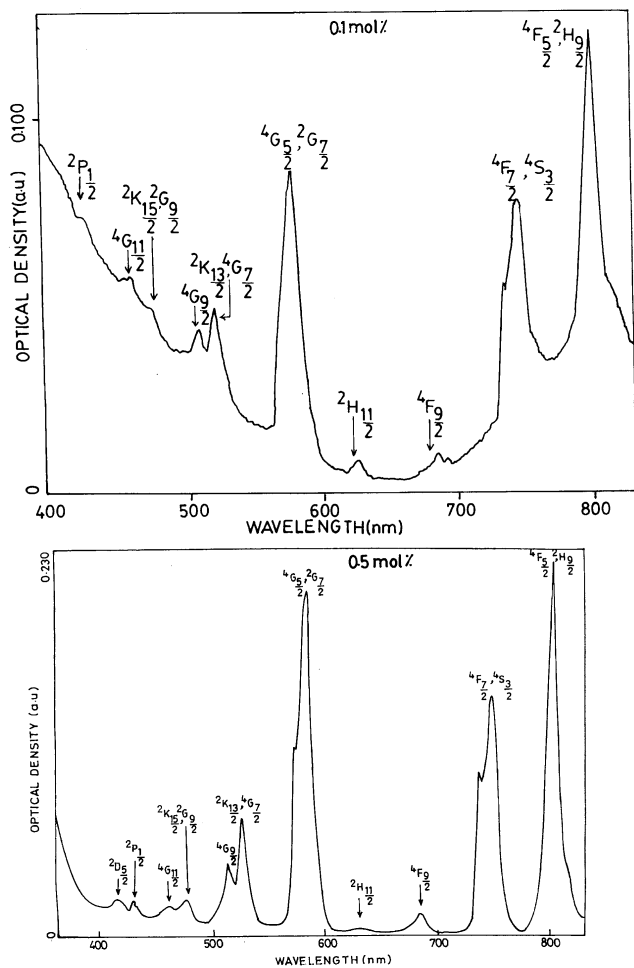 0.1mol%
⁴F5/2,²H9/2
0.100
⁴G5/2,²G7/2
²P1/2
⁴F7/2,⁴S3/2
²K15/2²G9/2
⁴G11/2
²K13/2,⁴G7/2
⁴G9/2
²H11/2
⁴F9/2
OPTICAL DENSITY(a·u)
0
400 500 600 700 800
WAVELENGTH(nm)
0·5 mol%
0·230
⁴F5/2,²H9/2
⁴G5/2,²G7/2
⁴F7/2,⁴S3/2
²K15/2,²G9/2
²K13/2,⁴G7/2
²D5/2
²P1/2
⁴G11/2
⁴G9/2
²H11/2
⁴F9/2
OPTICAL DENSITY (a·u)
0
400 500 600 700 800
WAVELENGTH (nm)